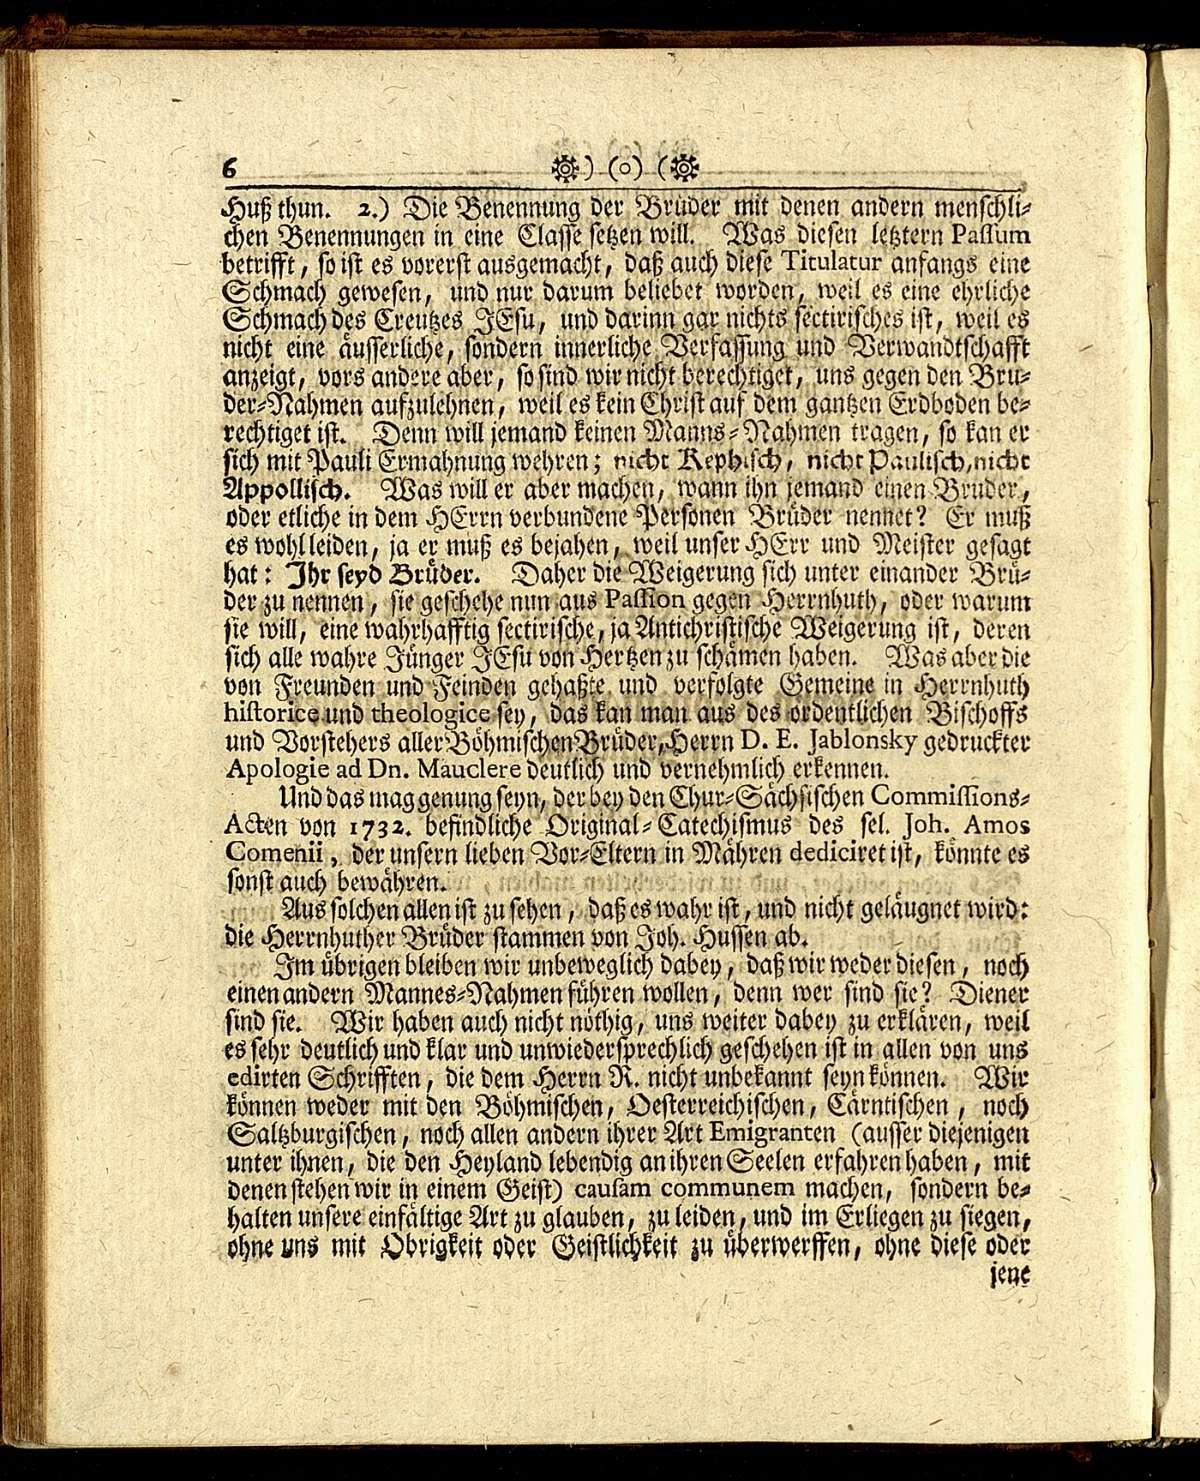 6 ❁) (o) (❁
Huß thun. 2.) Die Benennung der Brüder mit denen andern menschli-
chen Benennungen in eine Classe setzen will. Was diesen letztern Passum
betrifft, so ist es vorerst ausgemacht, daß auch diese Titulatur anfangs eine
Schmach gewesen, und nur darum beliebet worden, weil es eine ehrliche
Schmach des Creutzes JEsu, und darinn gar nichts sectirisches ist, weil es
nicht eine äusserliche, sondern innerliche Verfassung und Verwandtschafft
anzeigt, vors andere aber, so sind wir nicht berechtiget, uns gegen den Brü-
der-Nahmen aufzulehnen, weil es kein Christ auf dem gantzen Erdboden be-
rechtiget ist. Denn will jemand keinen Manns-Nahmen tragen, so kan er
sich mit Pauli Ermahnung wehren; nicht Kephisch, nicht Paulisch, nicht
Appollisch. Was will er aber machen, wann ihn jemand einen Bruder,
oder etliche in dem HErrn verbundene Personen Brüder nennet? Er muß
es wohl leiden, ja er muß es bejahen, weil unser HErr und Meister gesagt
hat: Ihr seyd Brüder. Daher die Weigerung sich unter einander Brü-
der zu nennen, sie geschehe nun aus Passion gegen Herrnhuth, oder warum
sie will, eine wahrhafftig sectirische, ja Antichristische Weigerung ist, deren
sich alle wahre Jünger JEsu von Hertzen zu schämen haben. Was aber die
von Freunden und Feinden gehaßte und verfolgte Gemeine in Herrnhuth
historice und theologice sey, das kan man aus des ordentlichen Bischoffs
und Vorstehers aller Böhmischen Brüder, Herrn D. E. Jablonsky gedruckter
Apologie ad Dn. Mauclere deutlich und vernehmlich erkennen.
Und das mag genung seyn, der bey den Chur-Sächsischen Commissions-
Acten von 1732. befindliche Original-Catechismus des sel. Joh. Amos
Comenii, der unsern lieben Vor-Eltern in Mähren dediciret ist, könnte es
sonst auch bewähren.
Aus solchen allen ist zu sehen, daß es wahr ist, und nicht geläugnet wird:
die Herrnhuther Brüder stammen von Joh. Hussen ab.
Im übrigen bleiben wir unbeweglich dabey, daß wir weder diesen, noch
einen andern Mannes-Nahmen führen wollen, denn wer sind sie? Diener
sind sie. Wir haben auch nicht nöthig, uns weiter dabey zu erklären, weil
es sehr deutlich und klar und unwiedersprechlich geschehen ist in allen von uns
edirten Schrifften, die dem Herrn R. nicht unbekannt seyn können. Wir
können weder mit den Böhmischen, Oesterreichischen, Cärntischen, noch
Saltzburgischen, noch allen andern ihrer Art Emigranten (ausser diejenigen
unter ihnen, die den Heyland lebendig an ihren Seelen erfahren haben, mit
denen stehen wir in einem Geist) causam communem machen, sondern be-
halten unsere einfältige Art zu glauben, zu leiden, und im Erliegen zu siegen,
ohne uns mit Obrigkeit oder Geistlichkeit zu überwerffen, ohne diese oder
jene